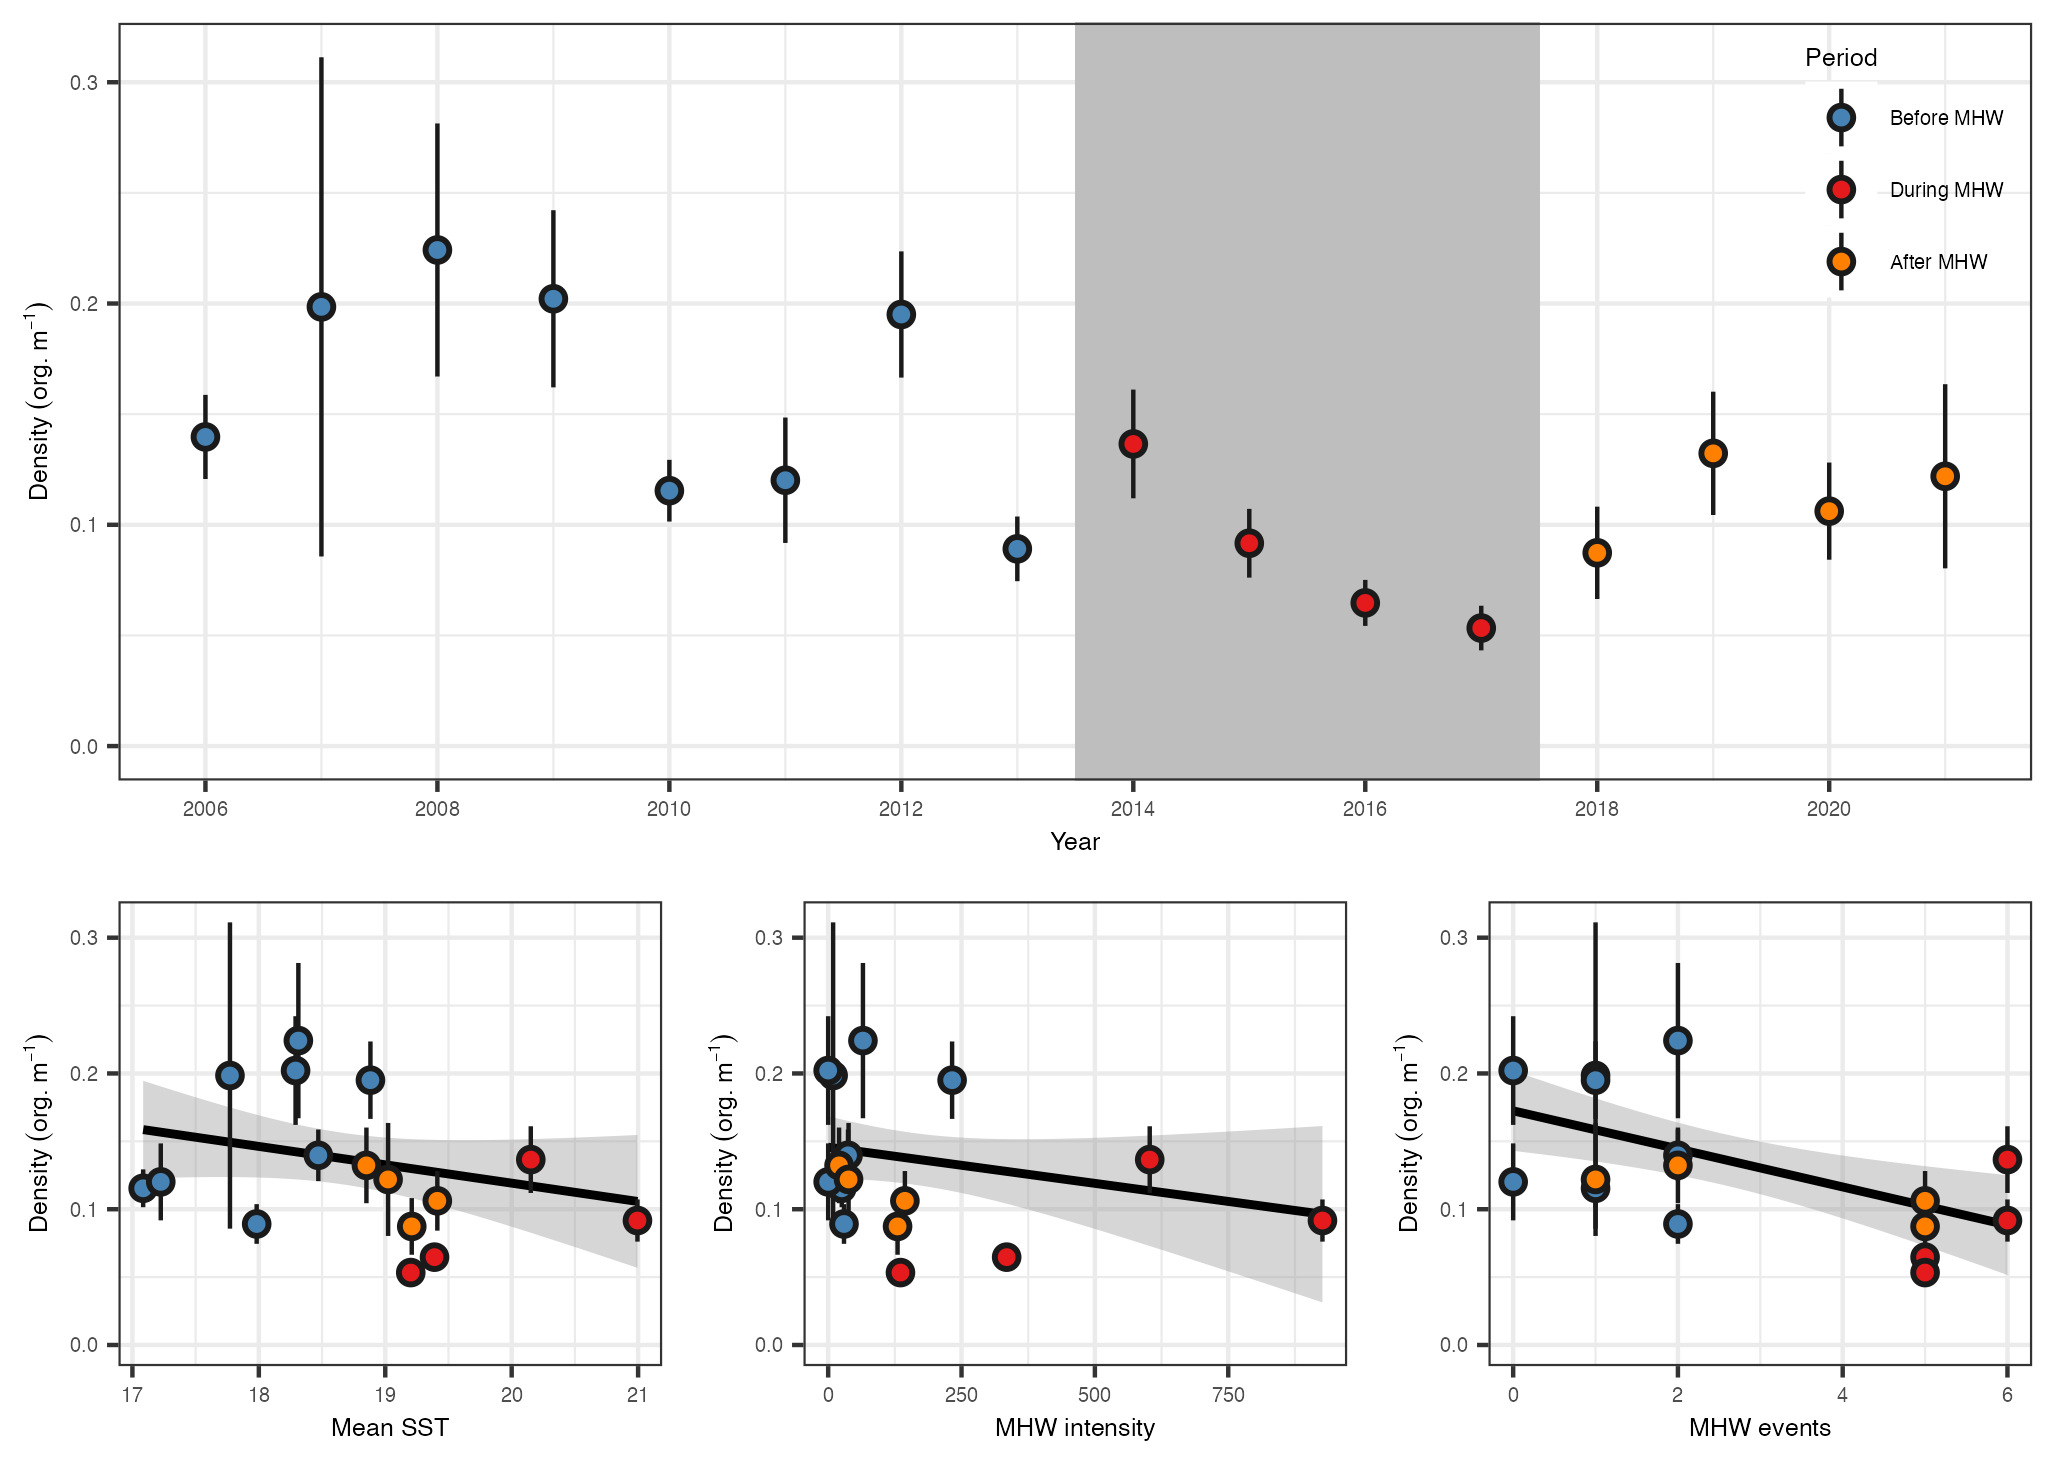 Period
Before MHW
During MHW
After MHW
Density (org. m⁻¹)
0.3
0.2
0.1
0.0
2006 2008 2010 2012 2014 2016 2018 2020
Year
Density (org. m⁻¹)
0.3
0.2
0.1
0.0
17 18 19 20 21
Mean SST
Density (org. m⁻¹)
0.3
0.2
0.1
0.0
0 250 500 750
MHW intensity
Density (org. m⁻¹)
0.3
0.2
0.1
0.0
0 2 4 6
MHW events